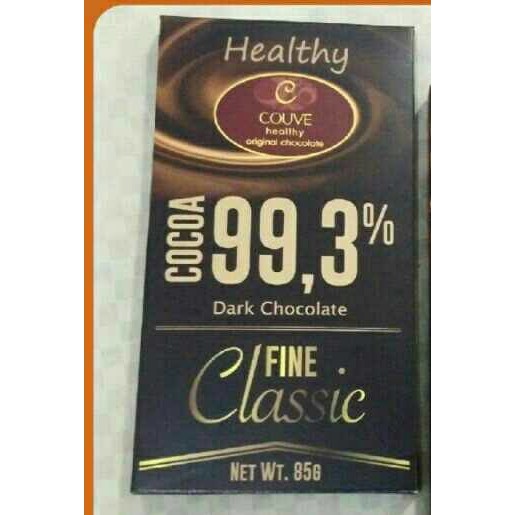 Healthy
C
COUVE
healthy
original chocolate
COCOA
99,3%
Dark Chocolate
FINE
Classic
NET WT. 85G